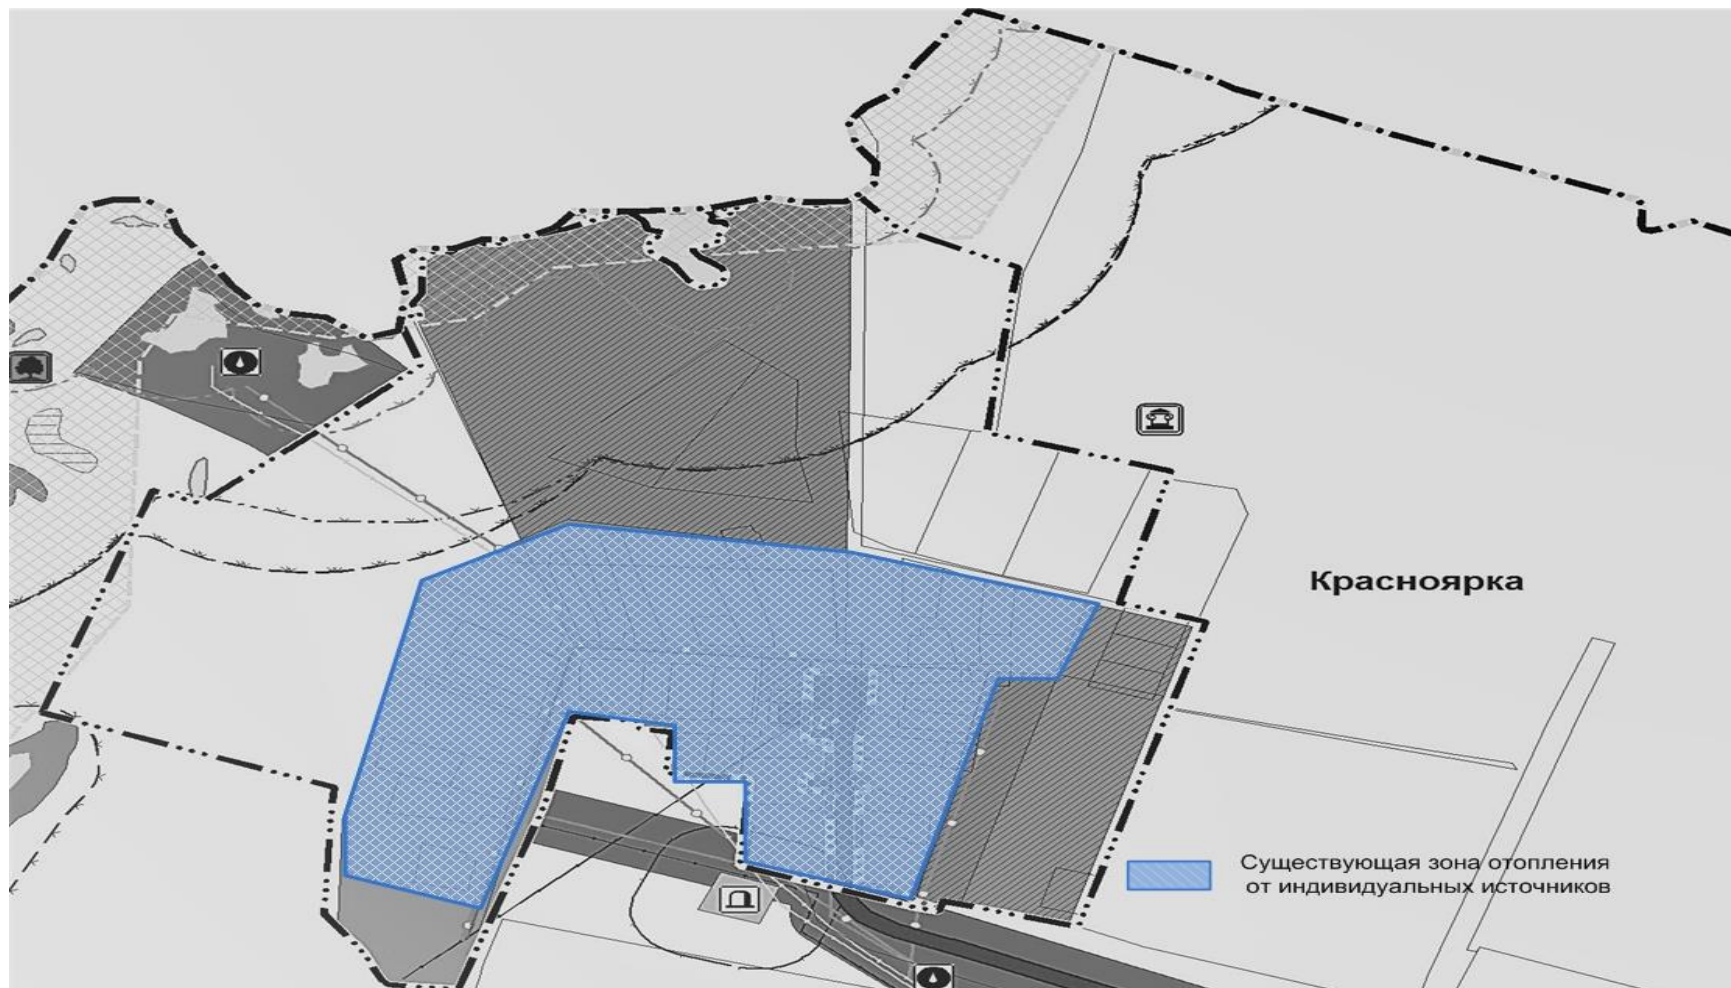 Красноярка
Существующая зона отопления
от индивидуальных источников